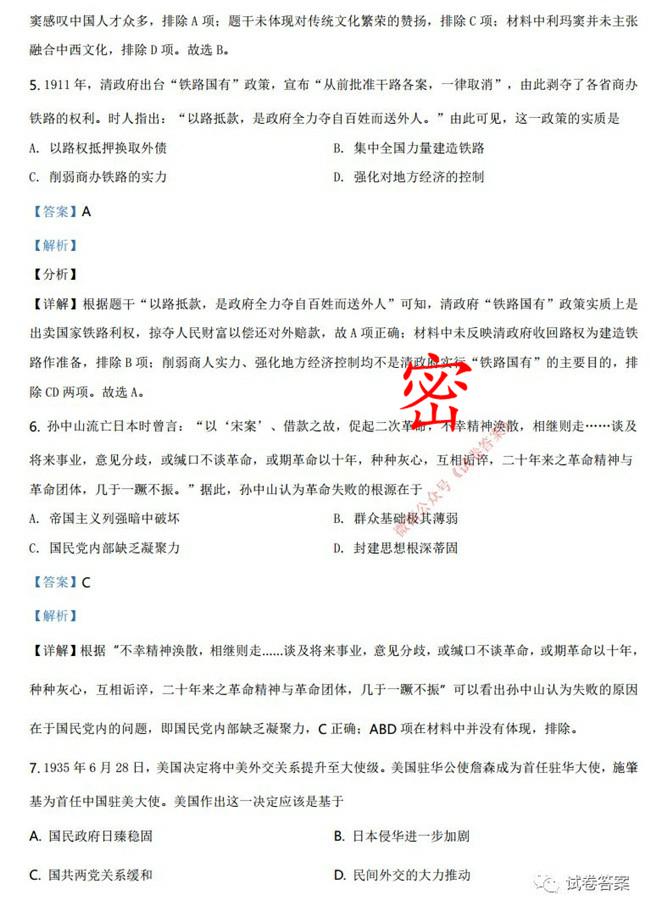 窦感叹中国人才众多，排除 A 项；题干未体现对传统文化繁荣的赞扬，排除 C 项；材料中利玛窦并未主张
融合中西文化，排除 D 项。故选 B。
5. 1911 年，清政府出台“铁路国有”政策，宣布“从前批准干路各案，一律取消”，由此剥夺了各省商办
铁路的权利。时人指出：“以路抵款，是政府全力夺自百姓而送外人。”由此可见，这一政策的实质是
A. 以路权抵押换取外债 B. 集中全国力量建造铁路
C. 削弱商办铁路的实力 D. 强化对地方经济的控制
【答案】A
【解析】
【分析】
【详解】根据题干“以路抵款，是政府全力夺自百姓而送外人”可知，清政府“铁路国有”政策实质上是
出卖国家铁路利权，掠夺人民财富以偿还对外赔款，故 A 项正确；材料中未反映清政府收回路权为建造铁
路作准备，排除 B 项；削弱商人实力、强化地方经济控制均不是清政府实行“铁路国有”的主要目的，排
除 CD 两项。故选 A。
密
6. 孙中山流亡日本时曾言：“以‘宋案’、借款之故，促起二次革命，不幸精神涣散，相继则走……谈及
将来事业，意见分歧，或缄口不谈革命，或期革命以十年，种种灰心，互相诟谇，二十年来之革命精神与
革命团体，几于一蹶不振。”据此，孙中山认为革命失败的根源在于
微信公众号《试卷答案》
A. 帝国主义列强暗中破坏 B. 群众基础极其薄弱
C. 国民党内部缺乏凝聚力 D. 封建思想根深蒂固
【答案】C
【解析】
【详解】根据“不幸精神涣散，相继则走......谈及将来事业，意见分歧，或缄口不谈革命，或期革命以十年，
种种灰心，互相诟谇，二十年来之革命精神与革命团体，几于一蹶不振”可以看出孙中山认为失败的原因
在于国民党内的问题，即国民党内部缺乏凝聚力，C 正确；ABD 项在材料中并没有体现，排除。
7. 1935 年 6 月 28 日，美国决定将中美外交关系提升至大使级。美国驻华公使詹森成为首任驻华大使，施肇
基为首任中国驻美大使。美国作出这一决定应该是基于
A. 国民政府日臻稳固 B. 日本侵华进一步加剧
C. 国共两党关系缓和 D. 民间外交的大力推动
试卷答案